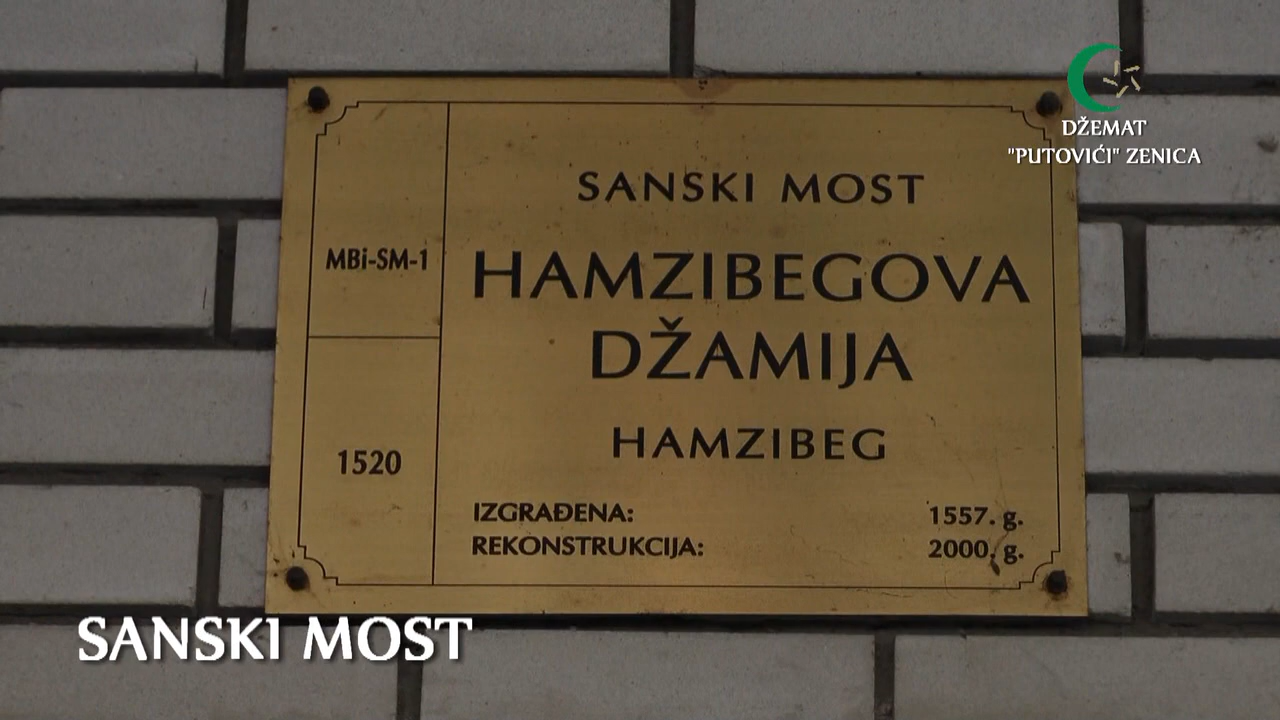 DŽEMAT
"PUTOVIĆI" ZENICA
MBi-SM-1
1520
SANSKI MOST
HAMZIBEGOVA
DŽAMIJA
HAMZIBEG
IZGRAĐENA: 1557. g.
REKONSTRUKCIJA: 2000. g.
SANSKI MOST